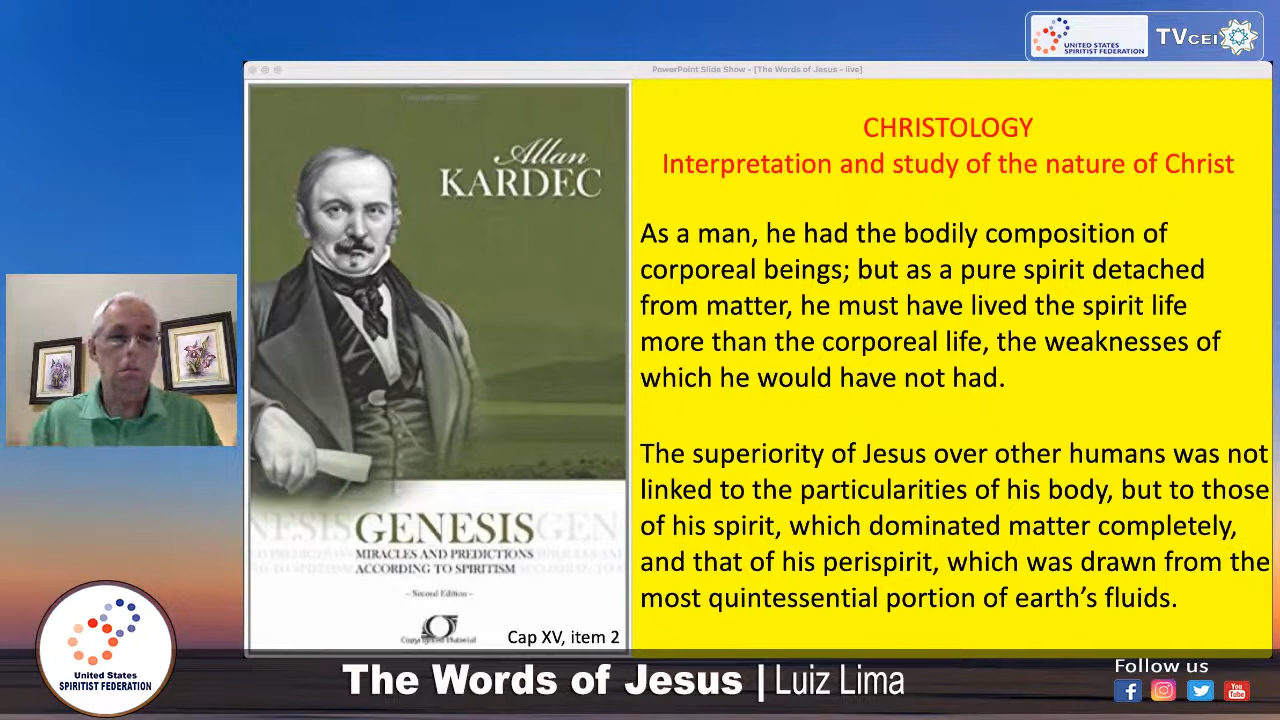 UNITED STATES
SPIRITIST FEDERATION
TVCEI
PowerPoint Slide Show - [The Words of Jesus - live]
Allan
KARDEC
GENESIS
MIRACLES AND PREDICTIONS
ACCORDING TO SPIRITISM
- Second Edition -
Copyrighted Material
Cap XV, item 2
CHRISTOLOGY
Interpretation and study of the nature of Christ
As a man, he had the bodily composition of
corporeal beings; but as a pure spirit detached
from matter, he must have lived the spirit life
more than the corporeal life, the weaknesses of
which he would have not had.
The superiority of Jesus over other humans was not
linked to the particularities of his body, but to those
of his spirit, which dominated matter completely,
and that of his perispirit, which was drawn from the
most quintessential portion of earth's fluids.
United States
SPIRITIST FEDERATION
The Words of Jesus | Luiz Lima
Follow us
You
Tube